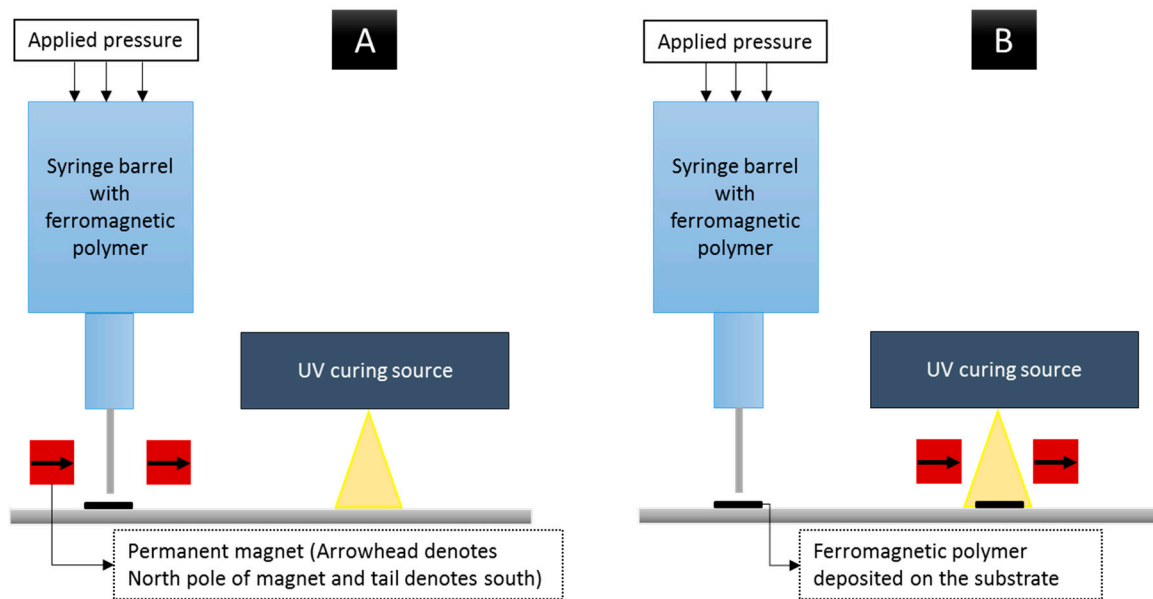 Applied pressure
A
Syringe barrel
with
ferromagnetic
polymer
UV curing source
Permanent magnet (Arrowhead denotes
North pole of magnet and tail denotes south)
Applied pressure
B
Syringe barrel
with
ferromagnetic
polymer
UV curing source
Ferromagnetic polymer
deposited on the substrate